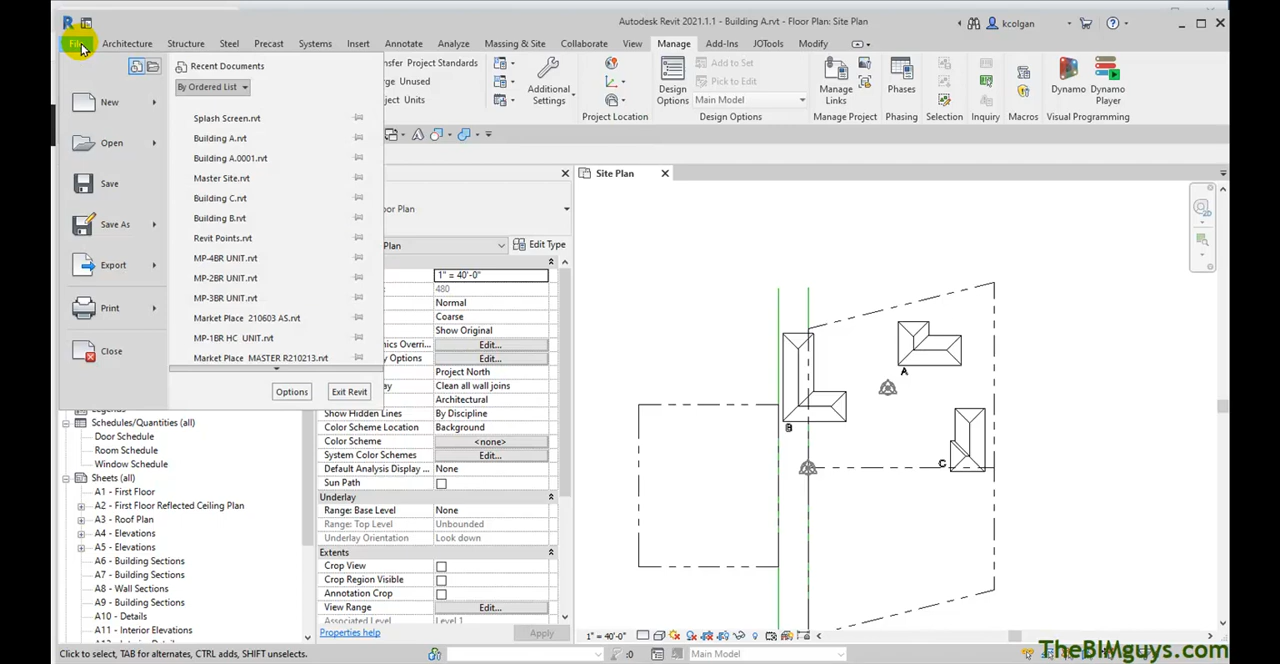 Autodesk Revit 2021.1.1 - Building A.rvt - Floor Plan: Site Plan
kcolgan
Architecture Structure Steel Precast Systems Insert Annotate Analyze Massing & Site Collaborate View Manage Add-Ins JOTools Modify
Recent Documents
By Ordered List
New
Open
Save
Save As
Export
Print
Close
Splash Screen.rvt
Building A.rvt
Building A.0001.rvt
Master Site.rvt
Building C.rvt
Building B.rvt
Revit Points.rvt
MP-4BR UNIT.rvt
MP-2BR UNIT.rvt
MP-3BR UNIT.rvt
Market Place 210603 AS.rvt
MP-1BR HC UNIT.rvt
Market Place MASTER R210213.rvt
Options
Exit Revit
Project Standards
Additional Settings
Project Location
Design Options
Add to Set
Pick to Edit
Main Model
Design Options
Manage Links
Manage Project
Phases
Phasing
Selection
Inquiry
Macros
Dynamo
Dynamo Player
Visual Programming
Site Plan
Plan
Edit Type
1" = 40'-0"
480
Normal
Coarse
Show Original
Edit...
Edit...
Project North
Clean all wall joins
Architectural
Show Hidden Lines By Discipline
Color Scheme Location Background
Color Scheme <none>
System Color Schemes Edit...
Default Analysis Display ... None
Sun Path
Underlay
Range: Base Level None
Range: Top Level Unbounded
Underlay Orientation Look down
Extents
Crop View
Crop Region Visible
Annotation Crop
View Range Edit...
Properties help
Apply
Schedules/Quantities (all)
Door Schedule
Room Schedule
Window Schedule
Sheets (all)
A1 - First Floor
A2 - First Floor Reflected Ceiling Plan
A3 - Roof Plan
A4 - Elevations
A5 - Elevations
A6 - Building Sections
A7 - Building Sections
A8 - Wall Sections
A9 - Building Sections
A10 - Details
A11 - Interior Elevations
A
B
C
1" = 40'-0"
TheBIMguys.com
Click to select, TAB for alternates, CTRL adds, SHIFT unselects.
:0
Main Model